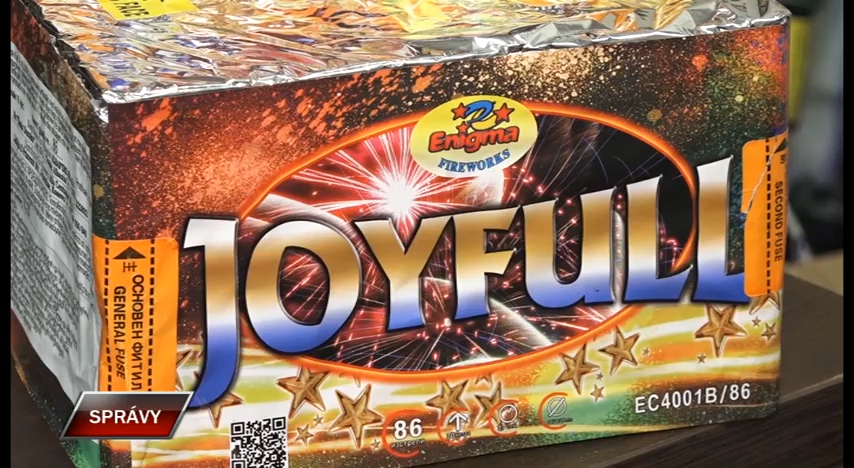 Enigma
FIREWORKS
JOYFULL
ОСНОВЕН ФИТИЛ
GENERAL FUSE
SECOND FUSE
86
EC4001B/86
SPRÁVY